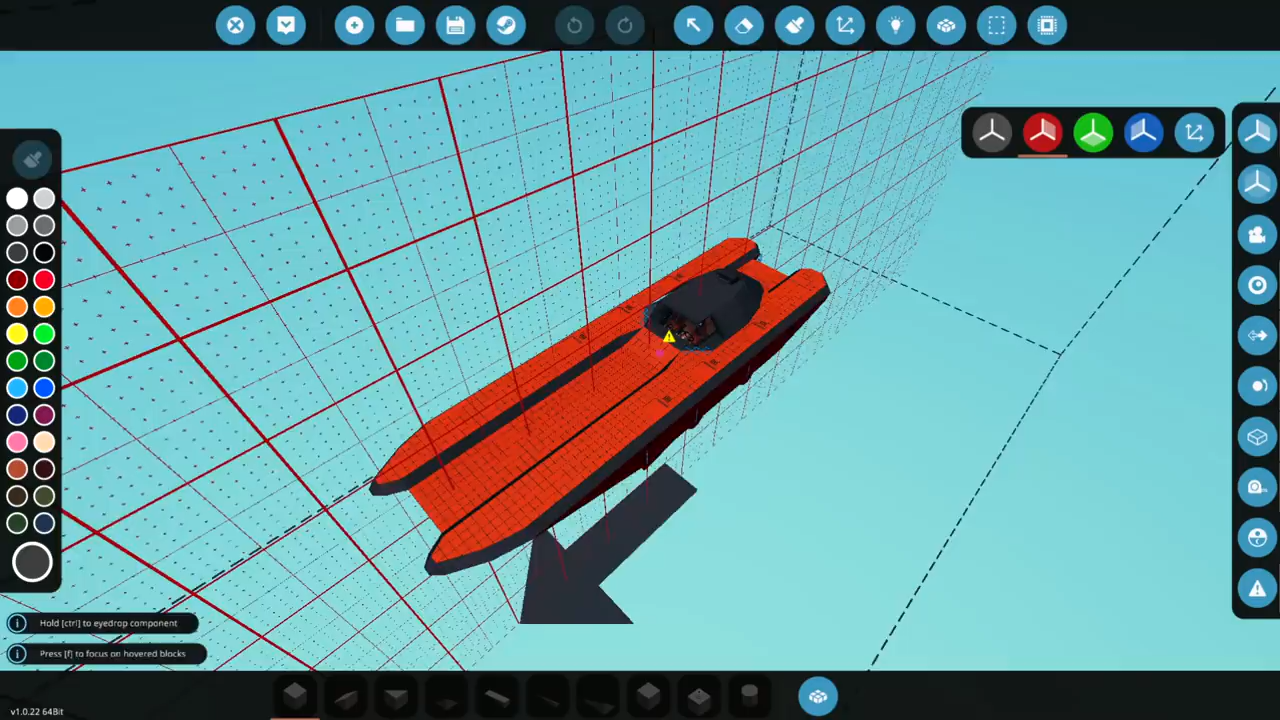 Hold [ctrl] to eyedrop component
Press [f] to focus on hovered blocks
v1.0.22 64Bit